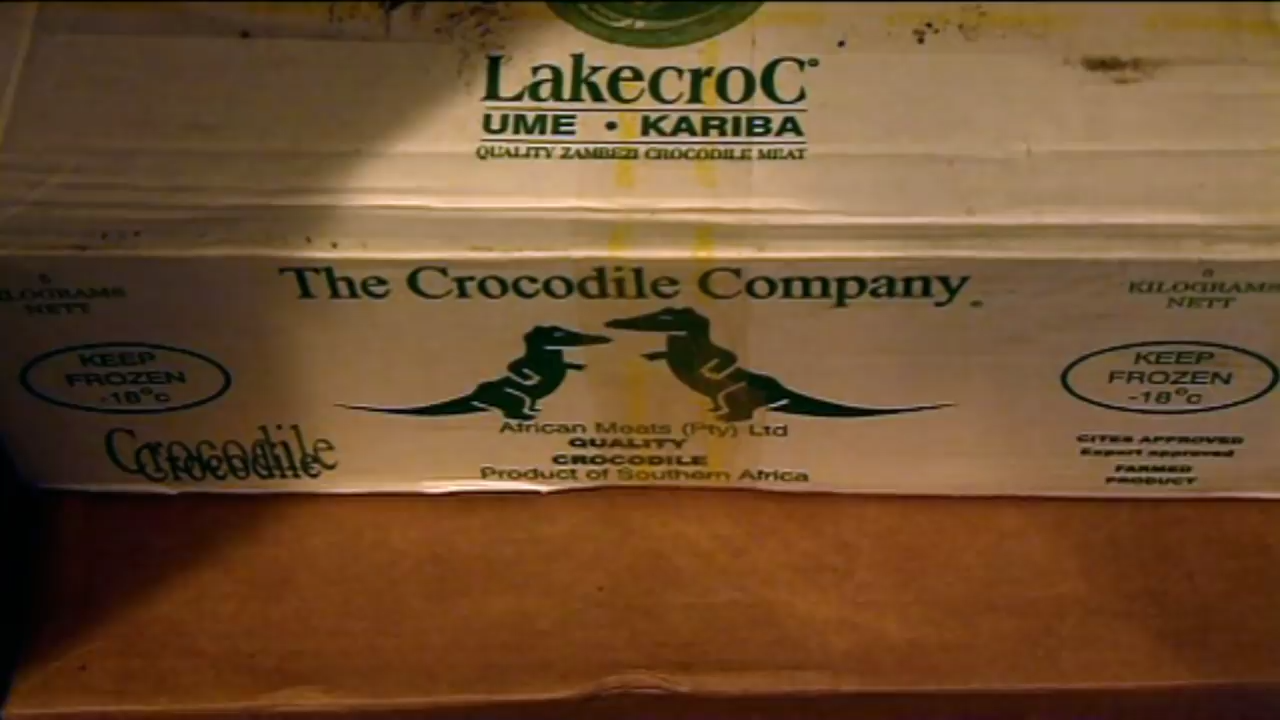 LakecroC
UME • KARIBA
QUALITY ZAMBEZI CROCODILE MEAT
The Crocodile Company
KILOGRAMS
NETT
KEEP
FROZEN
-18°c
Crocodile
African Meats (Pty) Ltd
QUALITY
CROCODILE
Product of Southern Africa
KILOGRAMS
NETT
KEEP
FROZEN
-18°c
CITES APPROVED
Export approved
FARMED
PRODUCT